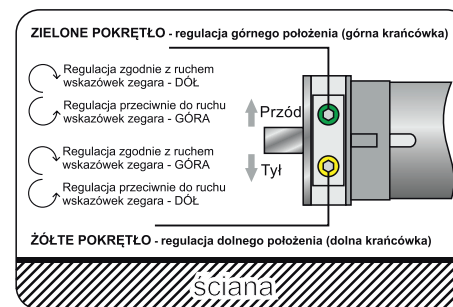 ZIELONE POKRĘTŁO - regulacja górnego położenia (górna krańcówka)
Regulacja zgodnie z ruchem
wskazówek zegara - DÓŁ
Regulacja przeciwnie do ruchu
wskazówek zegara - GÓRA
Regulacja zgodnie z ruchem
wskazówek zegara - GÓRA
Regulacja przeciwnie do ruchu
wskazówek zegara - DÓŁ
Przód
Tył
ŻÓŁTE POKRĘTŁO - regulacja dolnego położenia (dolna krańcówka)
ściana